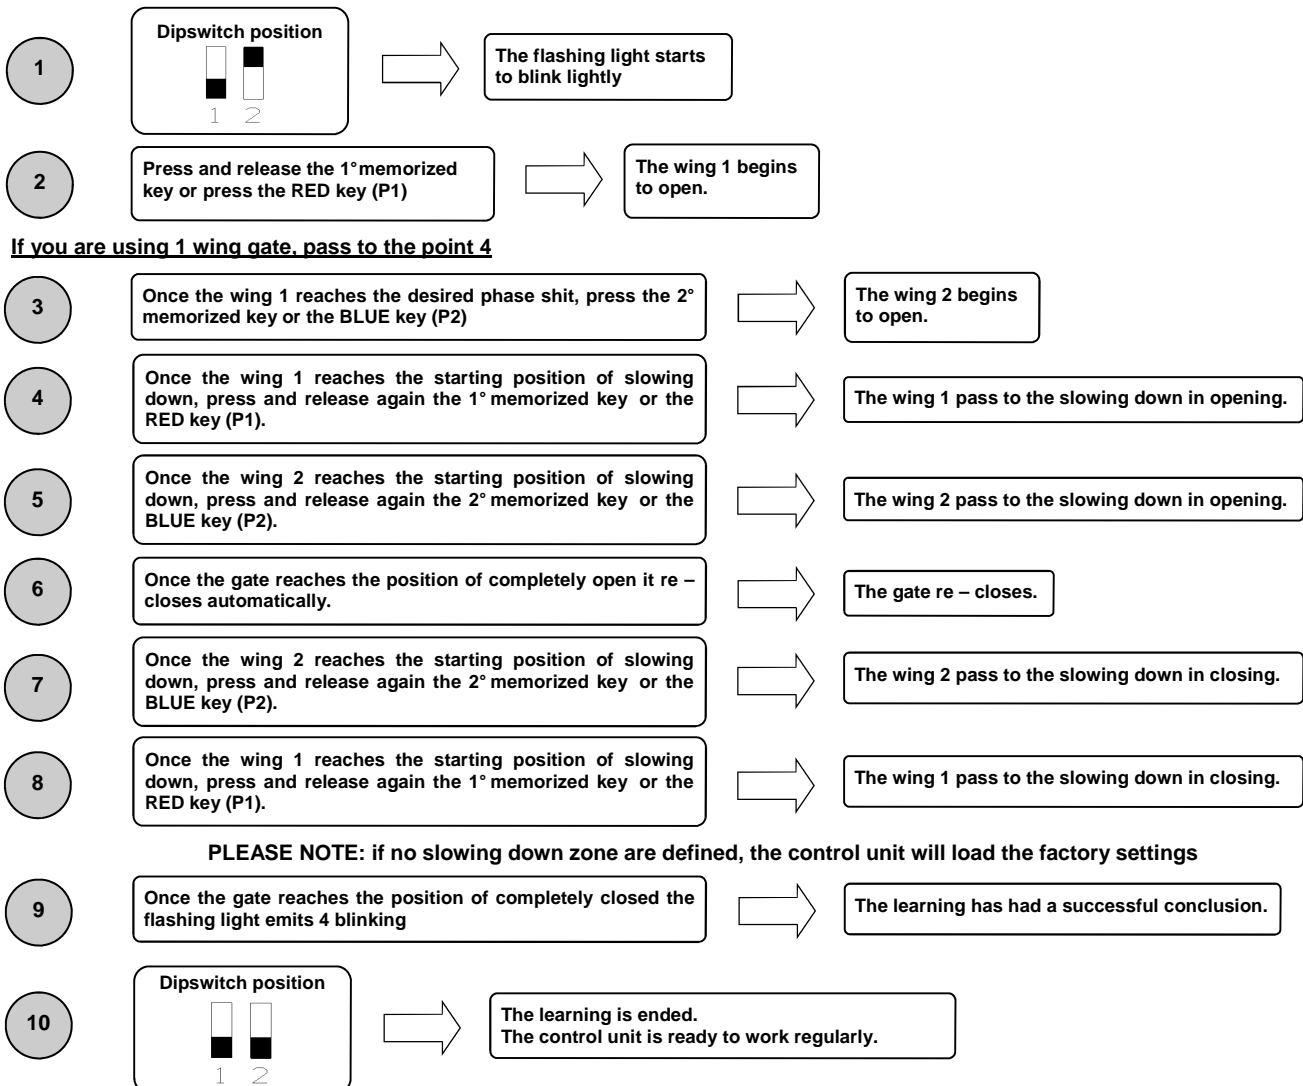 1
Dipswitch position
1 2
The flashing light starts
to blink lightly
2
Press and release the 1° memorized
key or press the RED key (P1)
The wing 1 begins
to open.
If you are using 1 wing gate, pass to the point 4
3
Once the wing 1 reaches the desired phase shit, press the 2°
memorized key or the BLUE key (P2)
The wing 2 begins
to open.
4
Once the wing 1 reaches the starting position of slowing
down, press and release again the 1° memorized key or the
RED key (P1).
The wing 1 pass to the slowing down in opening.
5
Once the wing 2 reaches the starting position of slowing
down, press and release again the 2° memorized key or the
BLUE key (P2).
The wing 2 pass to the slowing down in opening.
6
Once the gate reaches the position of completely open it re –
closes automatically.
The gate re – closes.
7
Once the wing 2 reaches the starting position of slowing
down, press and release again the 2° memorized key or the
BLUE key (P2).
The wing 2 pass to the slowing down in closing.
8
Once the wing 1 reaches the starting position of slowing
down, press and release again the 1° memorized key or the
RED key (P1).
The wing 1 pass to the slowing down in closing.
PLEASE NOTE: if no slowing down zone are defined, the control unit will load the factory settings
9
Once the gate reaches the position of completely closed the
flashing light emits 4 blinking
The learning has had a successful conclusion.
10
Dipswitch position
1 2
The learning is ended.
The control unit is ready to work regularly.